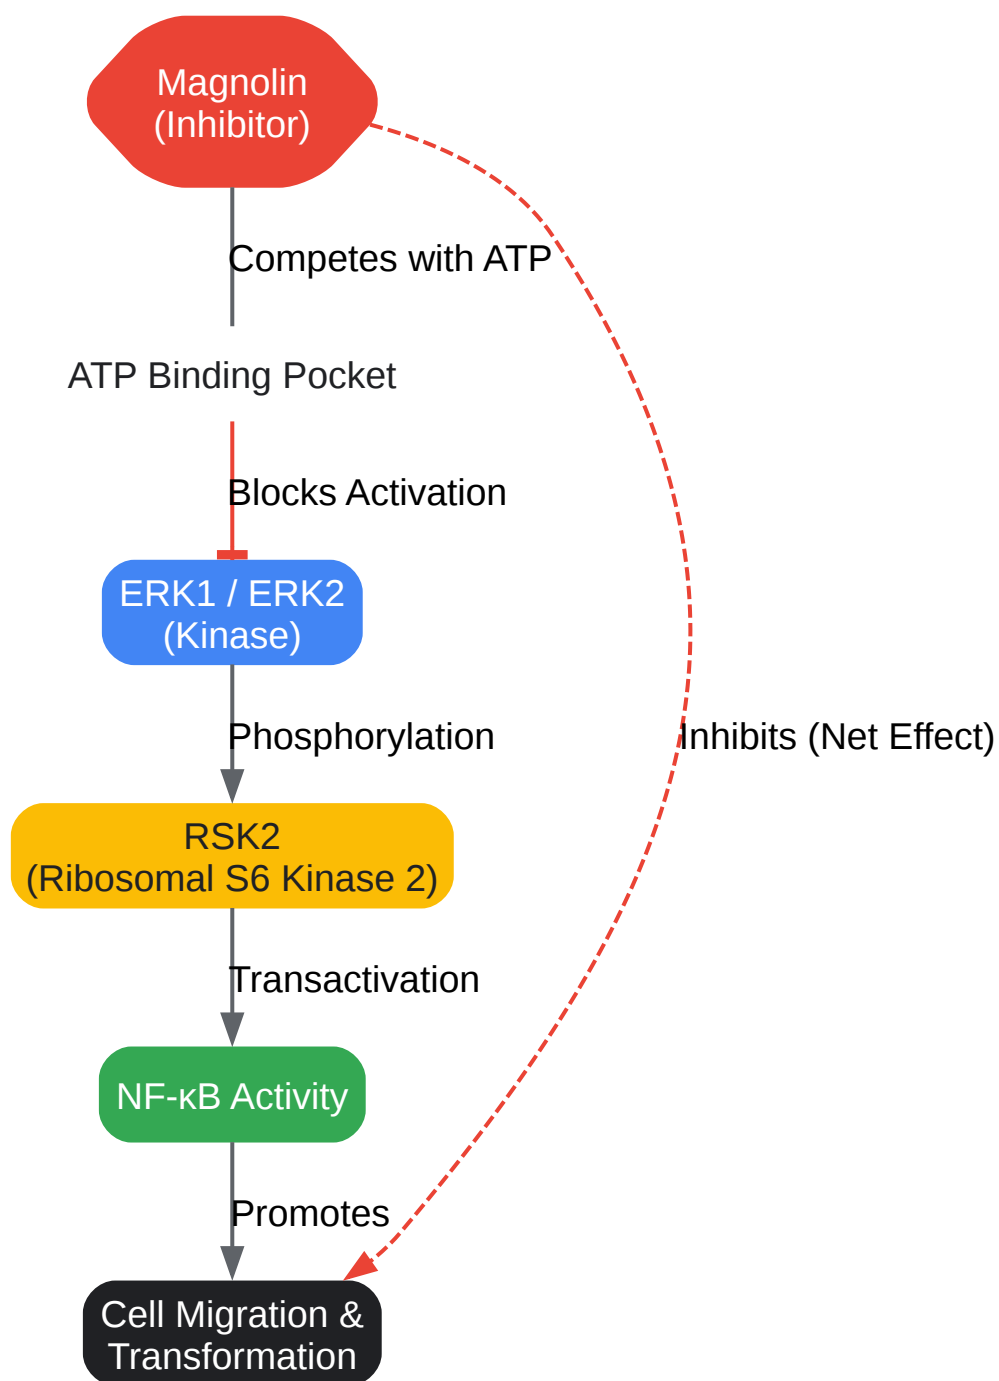 Magnolin
(Inhibitor)
Competes with ATP
ATP Binding Pocket
Blocks Activation
ERK1 / ERK2
(Kinase)
Phosphorylation
Inhibits (Net Effect)
RSK2
(Ribosomal S6 Kinase 2)
Transactivation
NF-κB Activity
Promotes
Cell Migration &
Transformation